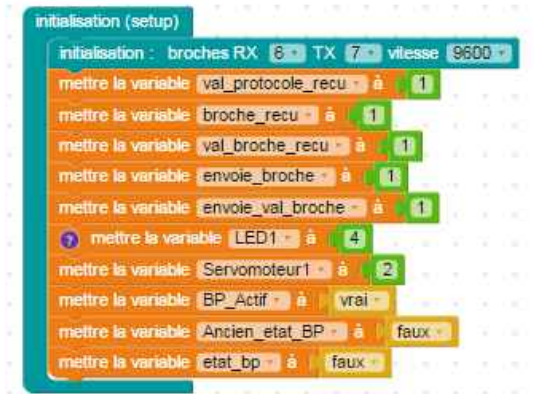 initialisation (setup)
initialisation : broches RX 6 TX 7 vitesse 9600
mettre la variable val_protocole_recu à 1
mettre la variable broche_recu à 1
mettre la variable val_broche_recu à 1
mettre la variable envoie_broche à 1
mettre la variable envoie_val_broche à 1
? mettre la variable LED1 à 4
mettre la variable Servomoteur1 à 2
mettre la variable BP_Actif à vrai
mettre la variable Ancien_etat_BP à faux
mettre la variable etat_bp à faux